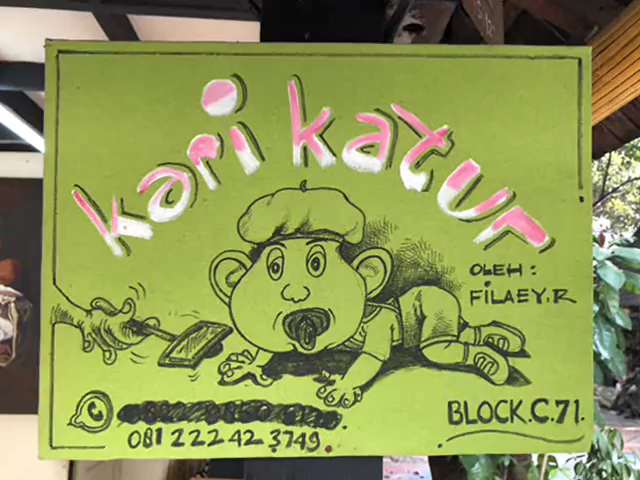 kari katur
OLEH :
FiLAEY.R
BLOCK.C.71.
081 222 42 3749